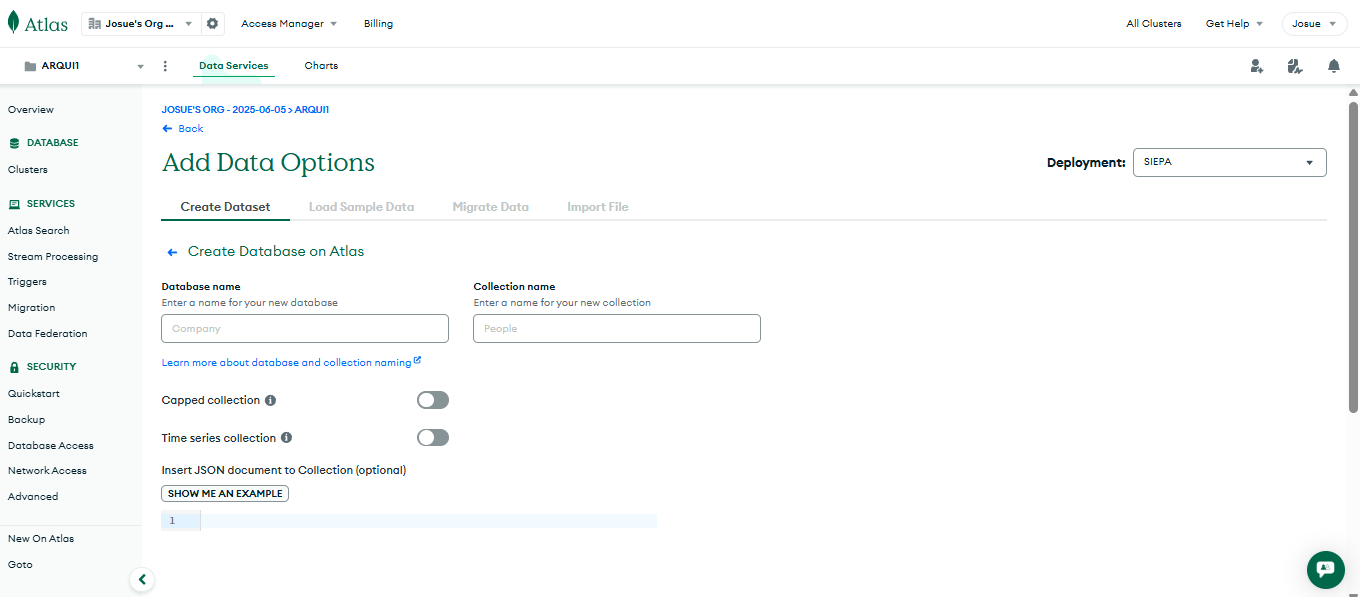 Atlas
Josue's Org ...
Access Manager
Billing
All Clusters
Get Help
Josue
ARQUI1
Data Services
Charts
Overview
DATABASE
Clusters
SERVICES
Atlas Search
Stream Processing
Triggers
Migration
Data Federation
SECURITY
Quickstart
Backup
Database Access
Network Access
Advanced
New On Atlas
Goto
JOSUE'S ORG - 2025-06-05 > ARQUI1
Back
Add Data Options
Deployment:
SIEPA
Create Dataset
Load Sample Data
Migrate Data
Import File
Create Database on Atlas
Database name
Enter a name for your new database
Company
Collection name
Enter a name for your new collection
People
Learn more about database and collection naming
Capped collection
Time series collection
Insert JSON document to Collection (optional)
SHOW ME AN EXAMPLE
1